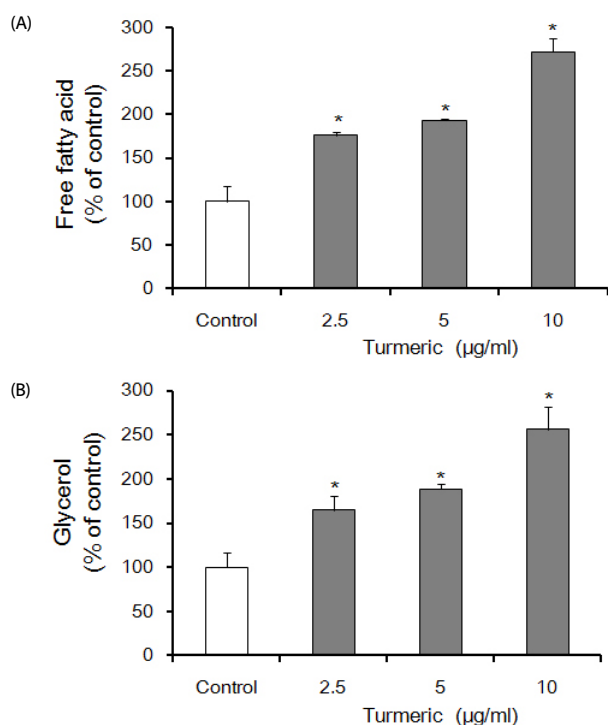 (A)
Free fatty acid
(% of control)
300
250
200
150
100
50
0
*
*
*
Control 2.5 5 10
Turmeric (µg/ml)
(B)
Glycerol
(% of control)
300
250
200
150
100
50
0
*
*
*
Control 2.5 5 10
Turmeric (µg/ml)